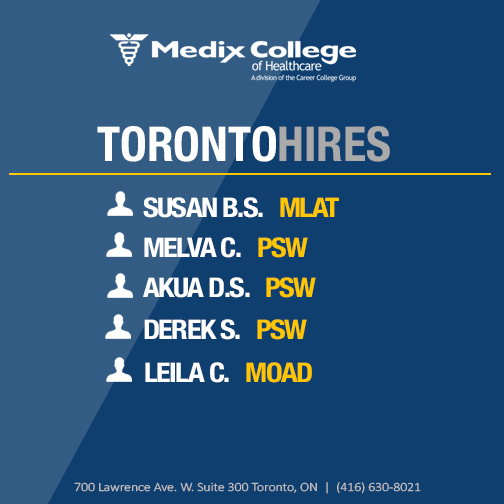 Medix College
of Healthcare
A division of the Career College Group
TORONTOHIRES
SUSAN B.S. MLAT
MELVA C. PSW
AKUA D.S. PSW
DEREK S. PSW
LEILA C. MOAD
700 Lawrence Ave. W. Suite 300 Toronto, ON | (416) 630-8021